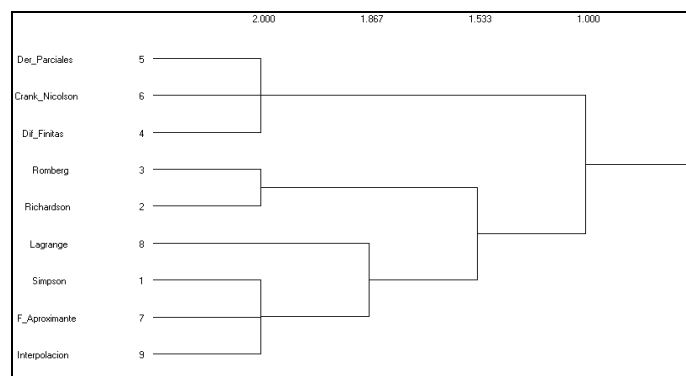 2.000 1.867 1.533 1.000
Der_Parciales 5
Crank_Nicolson 6
Dif_Finitas 4
Romberg 3
Richardson 2
Lagrange 8
Simpson 1
F_Aproximante 7
Interpolacion 9